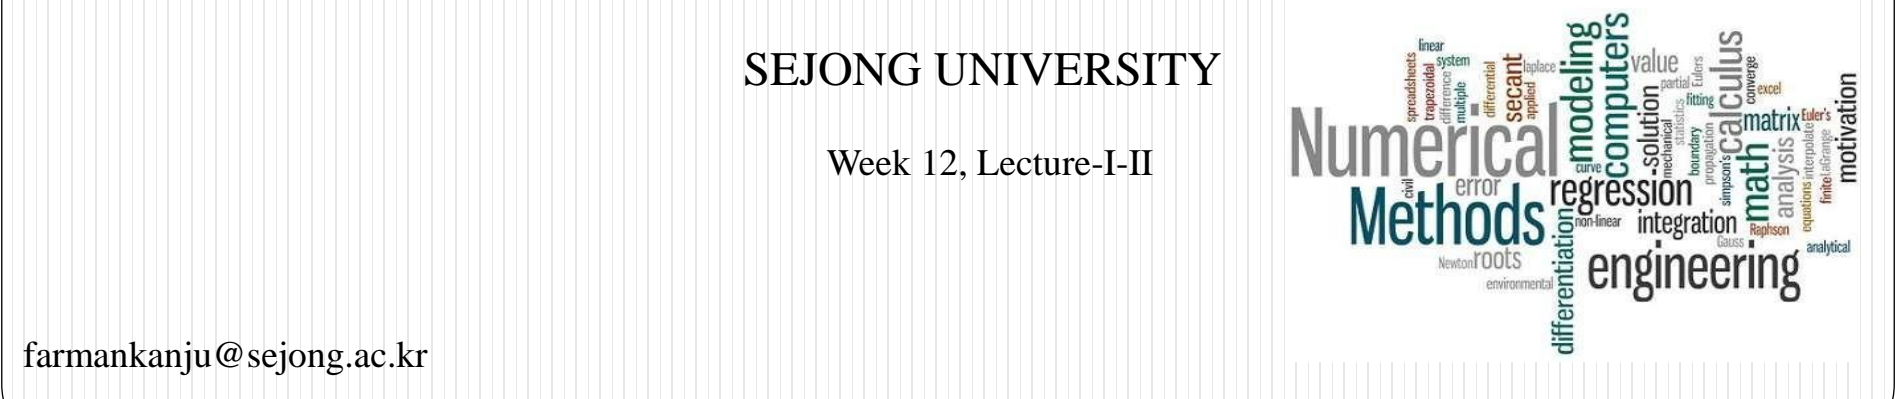 SEJONG UNIVERSITY
Week 12, Lecture-I-II
farmankanju@sejong.ac.kr
linear
system
spreadsheets
trapezoidal
difference
multiple
differential
secant
applied
laplace
modeling
computers
value
partial
Eulers
fitting
calculus
converge
excel
motivation
Numerical
solution
mechanical
statistics
boundary
propagation
simpson's
matrix
Euler's
math
analysis
interpolate
LaGrange
equations
finite
curve
civil
error
regression
Methods
non-linear
integration
Gauss
Raphson
analytical
Newton
roots
environmental
differentiation
engineering